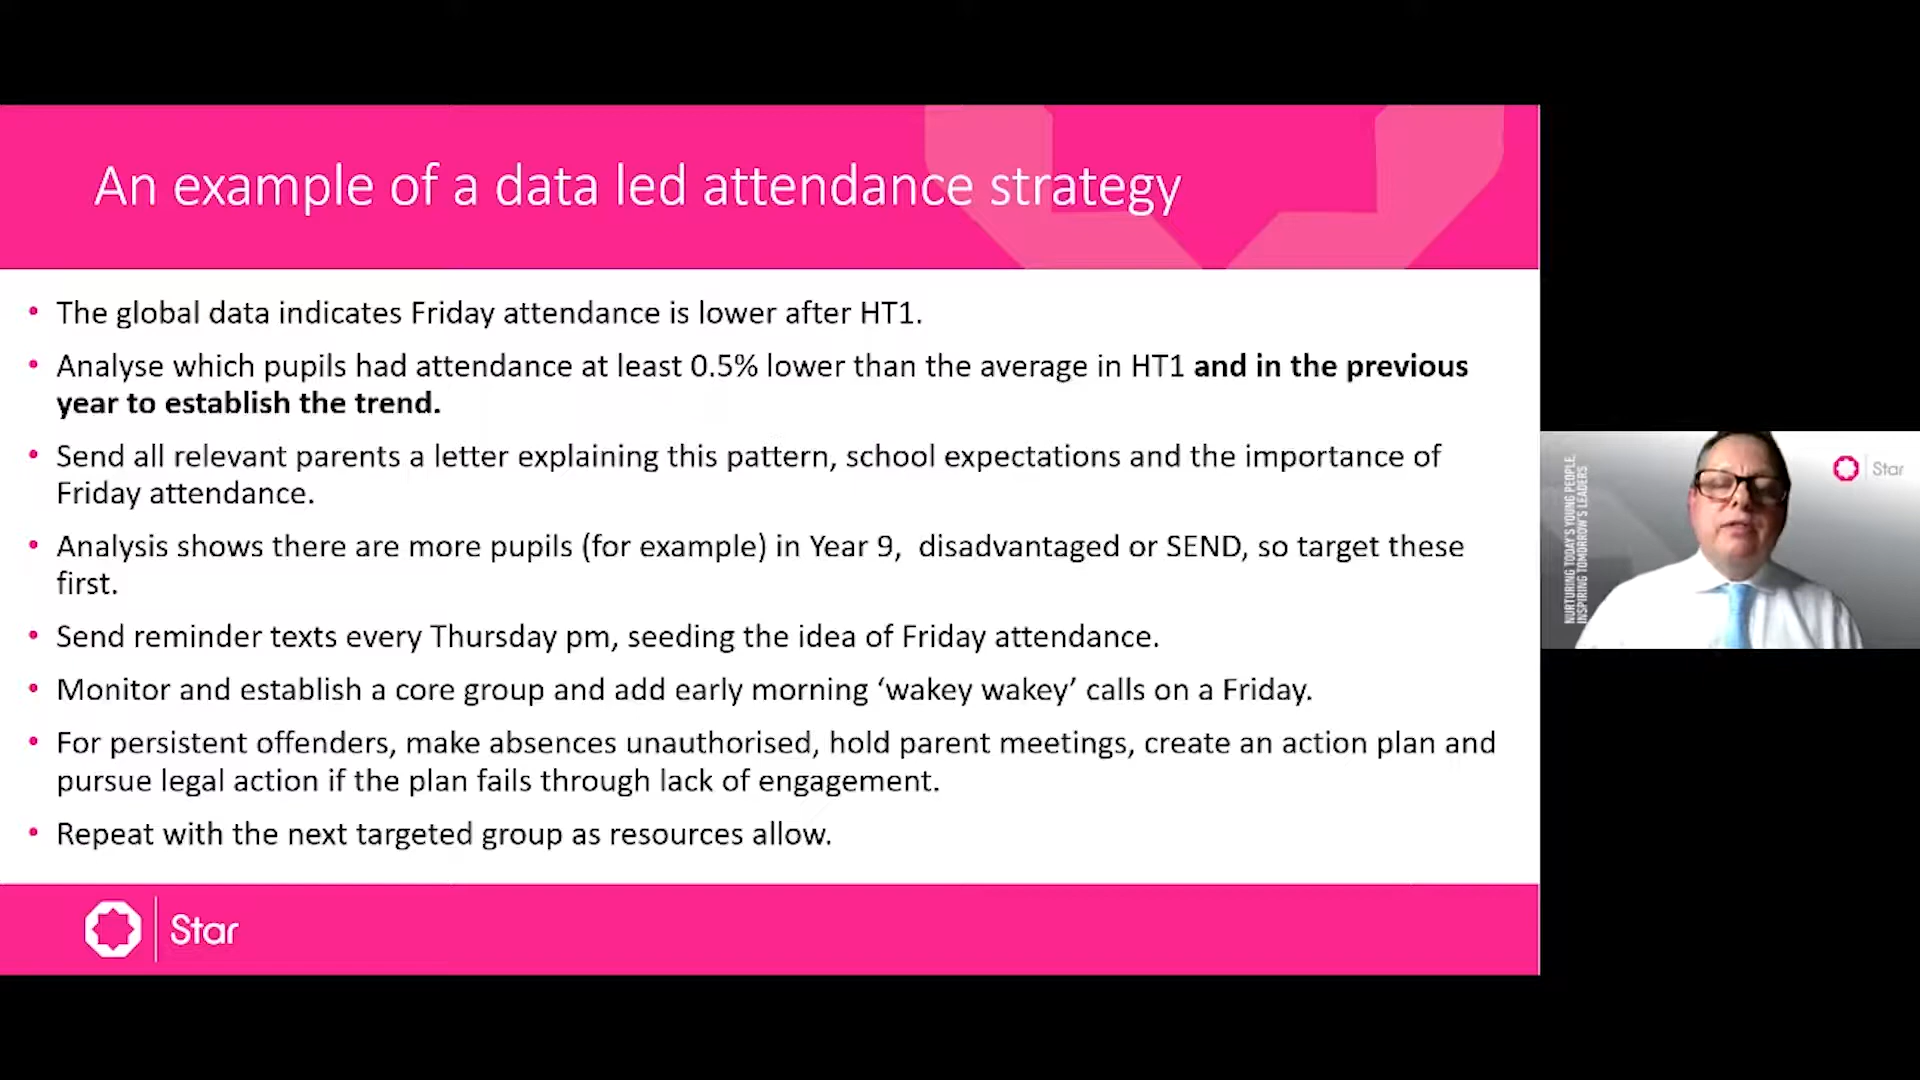 An example of a data led attendance strategy
• The global data indicates Friday attendance is lower after HT1.
• Analyse which pupils had attendance at least 0.5% lower than the average in HT1 and in the previous
year to establish the trend.
• Send all relevant parents a letter explaining this pattern, school expectations and the importance of
Friday attendance.
• Analysis shows there are more pupils (for example) in Year 9, disadvantaged or SEND, so target these
first.
• Send reminder texts every Thursday pm, seeding the idea of Friday attendance.
• Monitor and establish a core group and add early morning ‘wakey wakey’ calls on a Friday.
• For persistent offenders, make absences unauthorised, hold parent meetings, create an action plan and
pursue legal action if the plan fails through lack of engagement.
• Repeat with the next targeted group as resources allow.
Star
NURTURING TODAY'S YOUNG PEOPLE,
INSPIRING TOMORROW'S LEADERS
Star